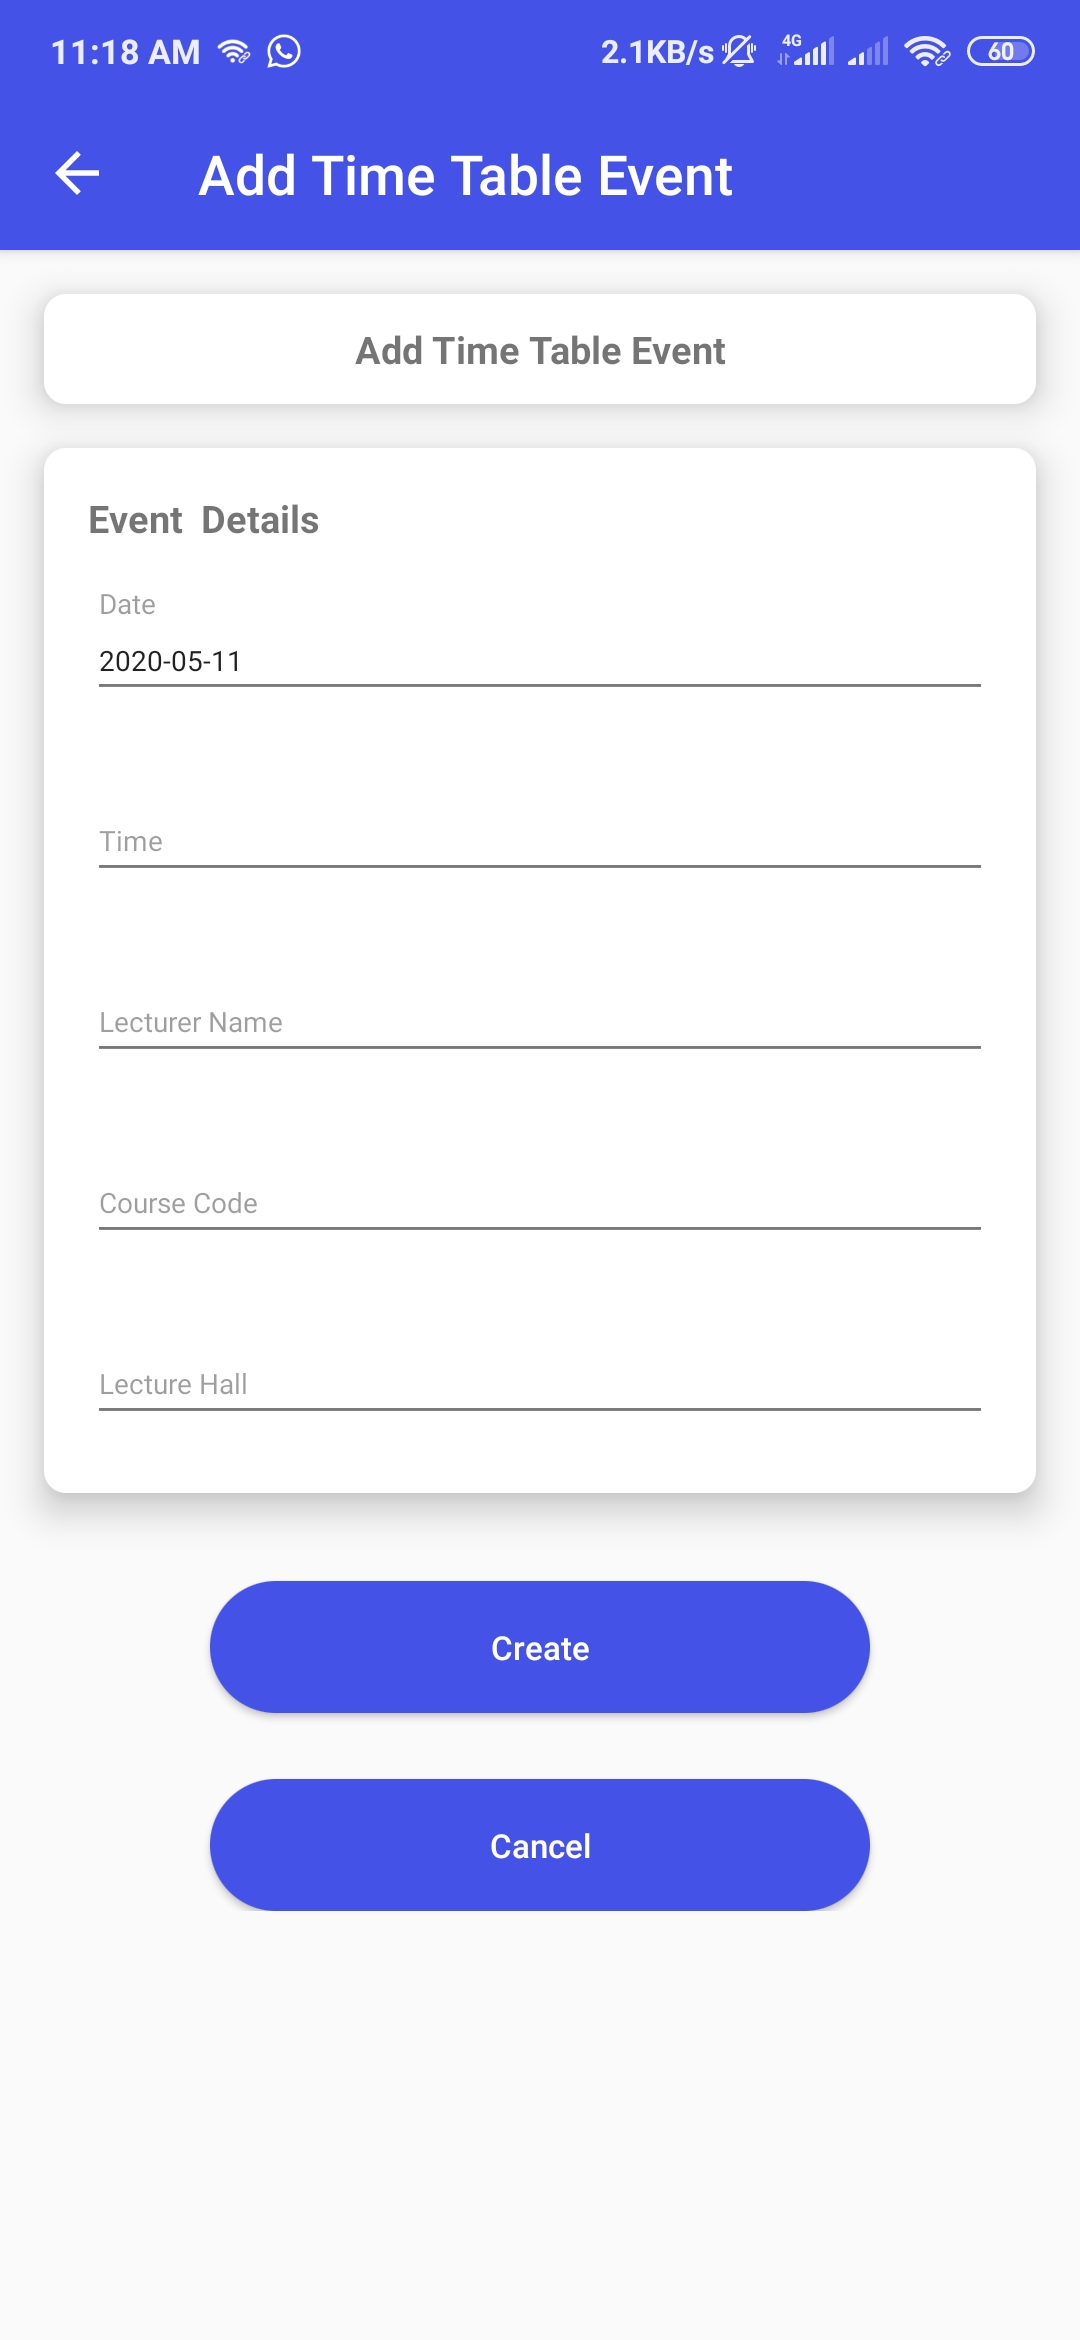 11:18 AM 2.1KB/s 4G 60
Add Time Table Event
Add Time Table Event
Event Details
Date
2020-05-11
Time
Lecturer Name
Course Code
Lecture Hall
Create
Cancel